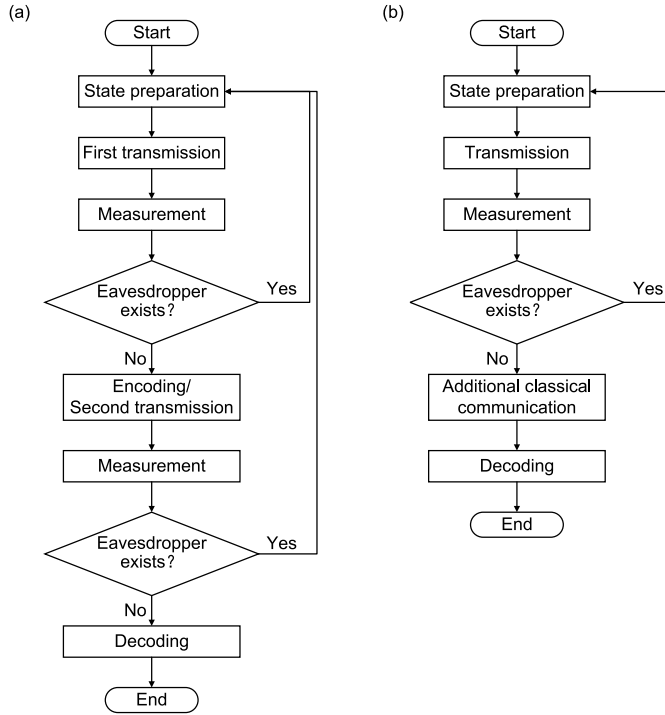 (a)
Start
State preparation
First transmission
Measurement
Eavesdropper
exists?
Yes
No
Encoding/
Second transmission
Measurement
Eavesdropper
exists?
Yes
No
Decoding
End
(b)
Start
State preparation
Transmission
Measurement
Eavesdropper
exists?
Yes
No
Additional classical
communication
Decoding
End